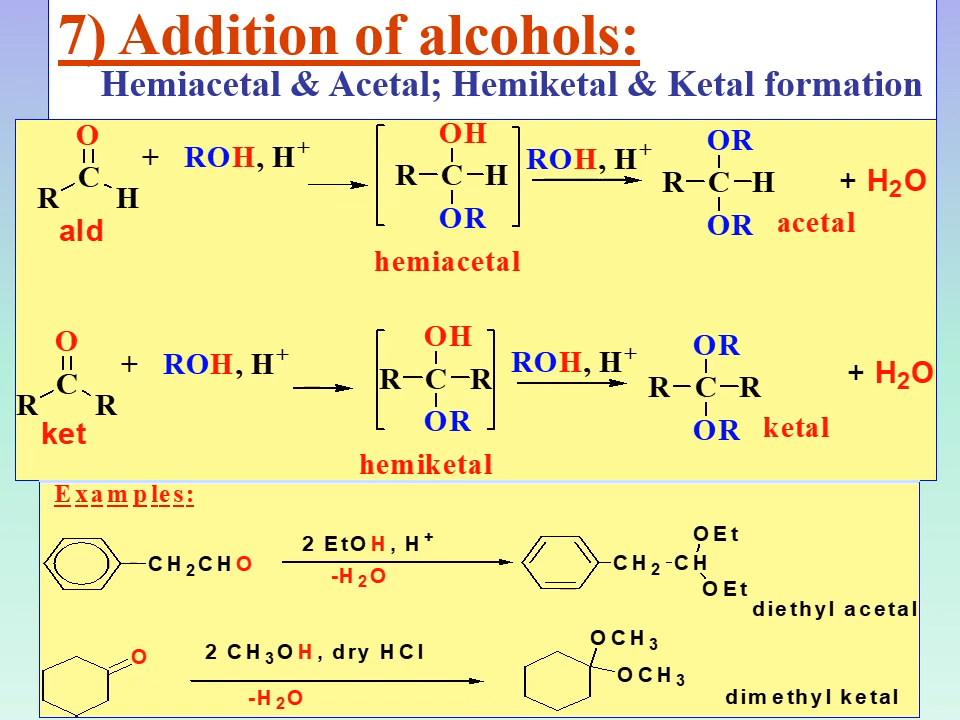 7) Addition of alcohols:
Hemiacetal & Acetal; Hemiketal & Ketal formation
O
C
R H
ald
+ ROH, H+
OH
R C H
OR
hemiacetal
ROH, H+
OR
R C H
OR
acetal
+ H2O
O
C
R R
ket
+ ROH, H+
OH
R C R
OR
hemiketal
ROH, H+
OR
R C R
OR
ketal
+ H2O
Examples:
CH2CHO
2 EtOH, H+
-H2O
OEt
CH2 CH
OEt
diethyl acetal
O
2 CH3OH, dry HCl
-H2O
OCH3
OCH3
dimethyl ketal